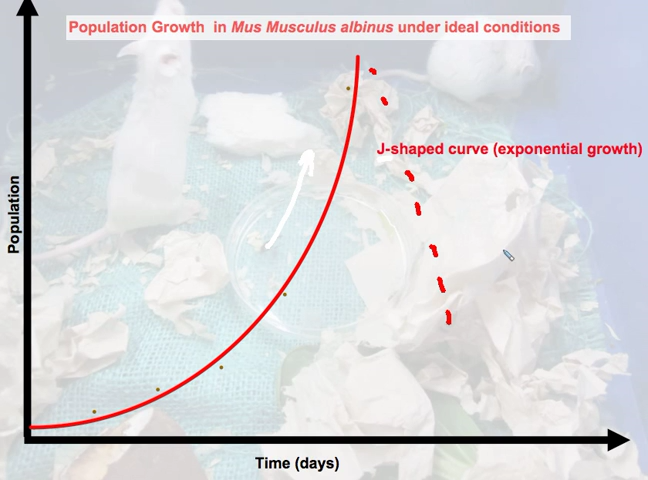 Population Growth in Mus Musculus albinus under ideal conditions
J-shaped curve (exponential growth)
Population
Time (days)